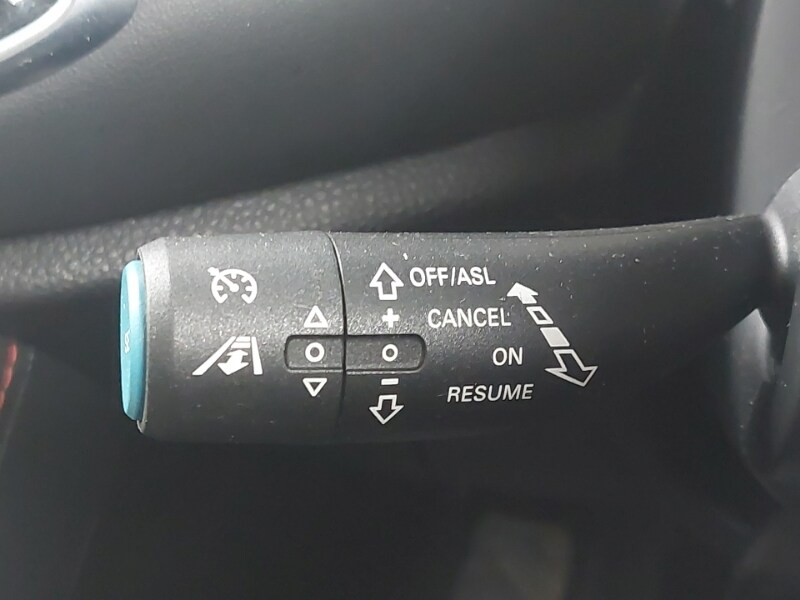 OFF/ASL
+ CANCEL
ON
- RESUME